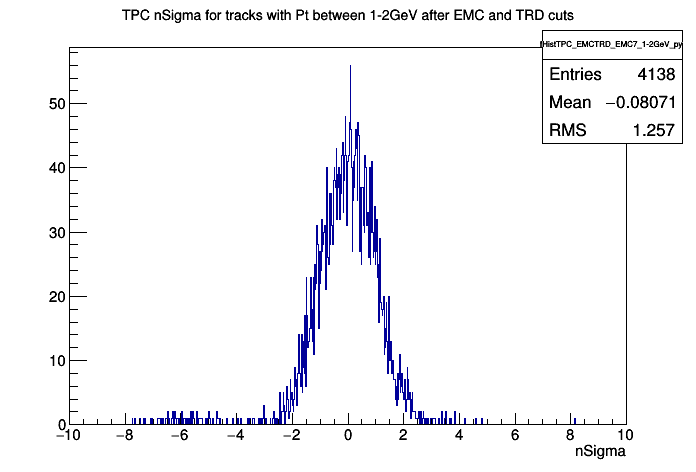 TPC nSigma for tracks with Pt between 1-2GeV after EMC and TRD cuts
HistTPC_EMCTRD_EMC7_1-2GeV_py
Entries 4138
Mean −0.08071
RMS 1.257
50
40
30
20
10
0
−10 −8 −6 −4 −2 0 2 4 6 8 10
nSigma